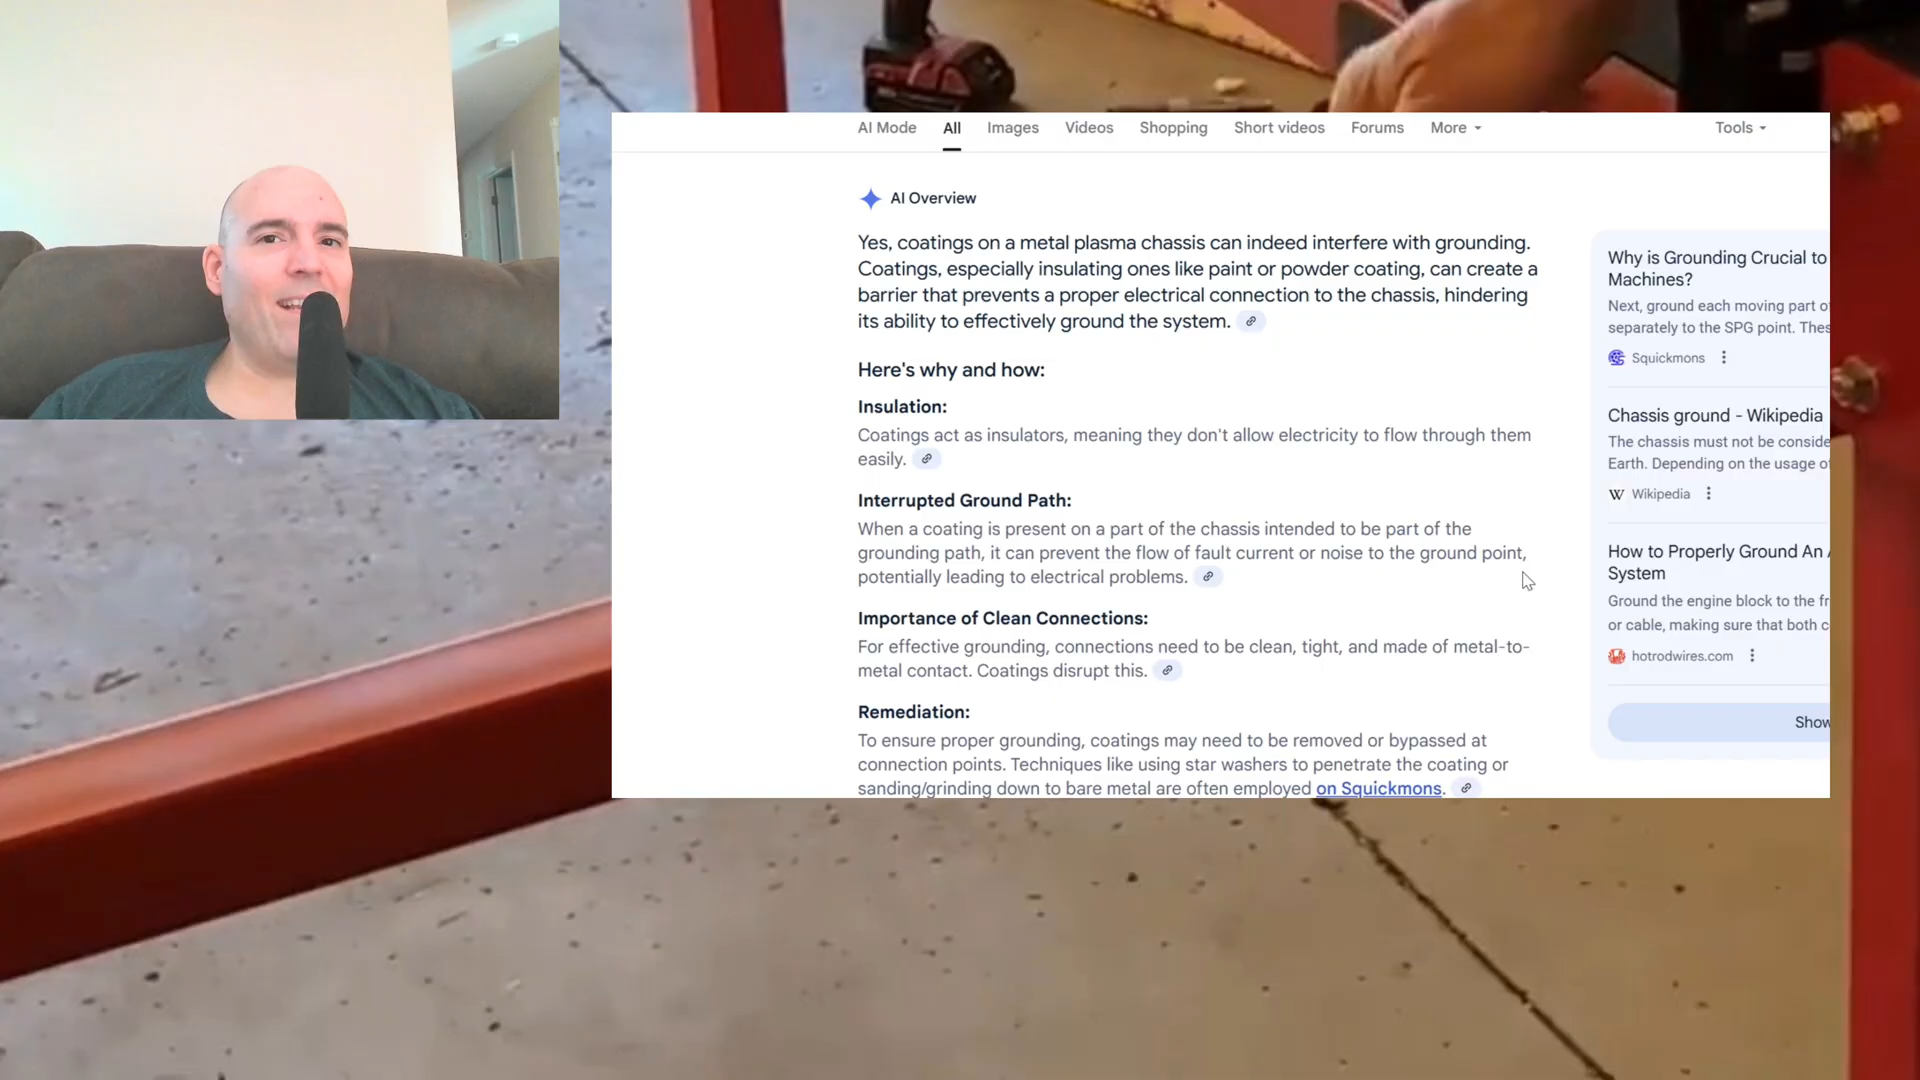 AI Mode
All
Images
Videos
Shopping
Short videos
Forums
More
Tools
AI Overview
Yes, coatings on a metal plasma chassis can indeed interfere with grounding.
Coatings, especially insulating ones like paint or powder coating, can create a
barrier that prevents a proper electrical connection to the chassis, hindering
its ability to effectively ground the system.
Here's why and how:
Insulation:
Coatings act as insulators, meaning they don't allow electricity to flow through them
easily.
Interrupted Ground Path:
When a coating is present on a part of the chassis intended to be part of the
grounding path, it can prevent the flow of fault current or noise to the ground point,
potentially leading to electrical problems.
Importance of Clean Connections:
For effective grounding, connections need to be clean, tight, and made of metal-to-
metal contact. Coatings disrupt this.
Remediation:
To ensure proper grounding, coatings may need to be removed or bypassed at
connection points. Techniques like using star washers to penetrate the coating or
sanding/grinding down to bare metal are often employed on Squickmons.
Why is Grounding Crucial to
Machines?
Next, ground each moving part o
separately to the SPG point. Thes
Squickmons
Chassis ground - Wikipedia
The chassis must not be conside
Earth. Depending on the usage o
W Wikipedia
How to Properly Ground An
System
Ground the engine block to the fr
or cable, making sure that both c
hotrodwires.com
Show